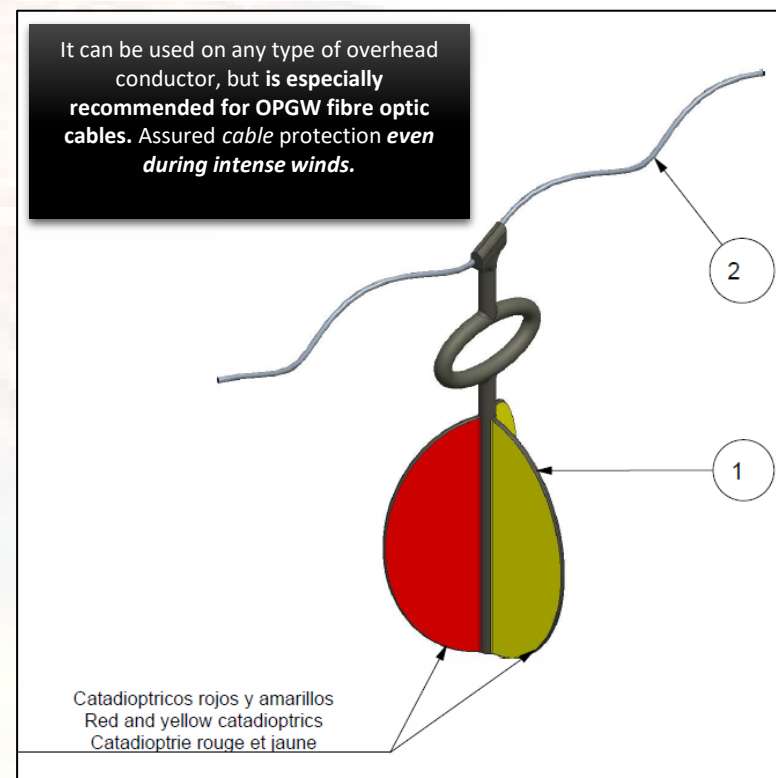 It can be used on any type of overhead
conductor, but is especially
recommended for OPGW fibre optic
cables. Assured cable protection even
during intense winds.
2
1
Catadioptricos rojos y amarillos
Red and yellow catadioptrics
Catadioptrie rouge et jaune